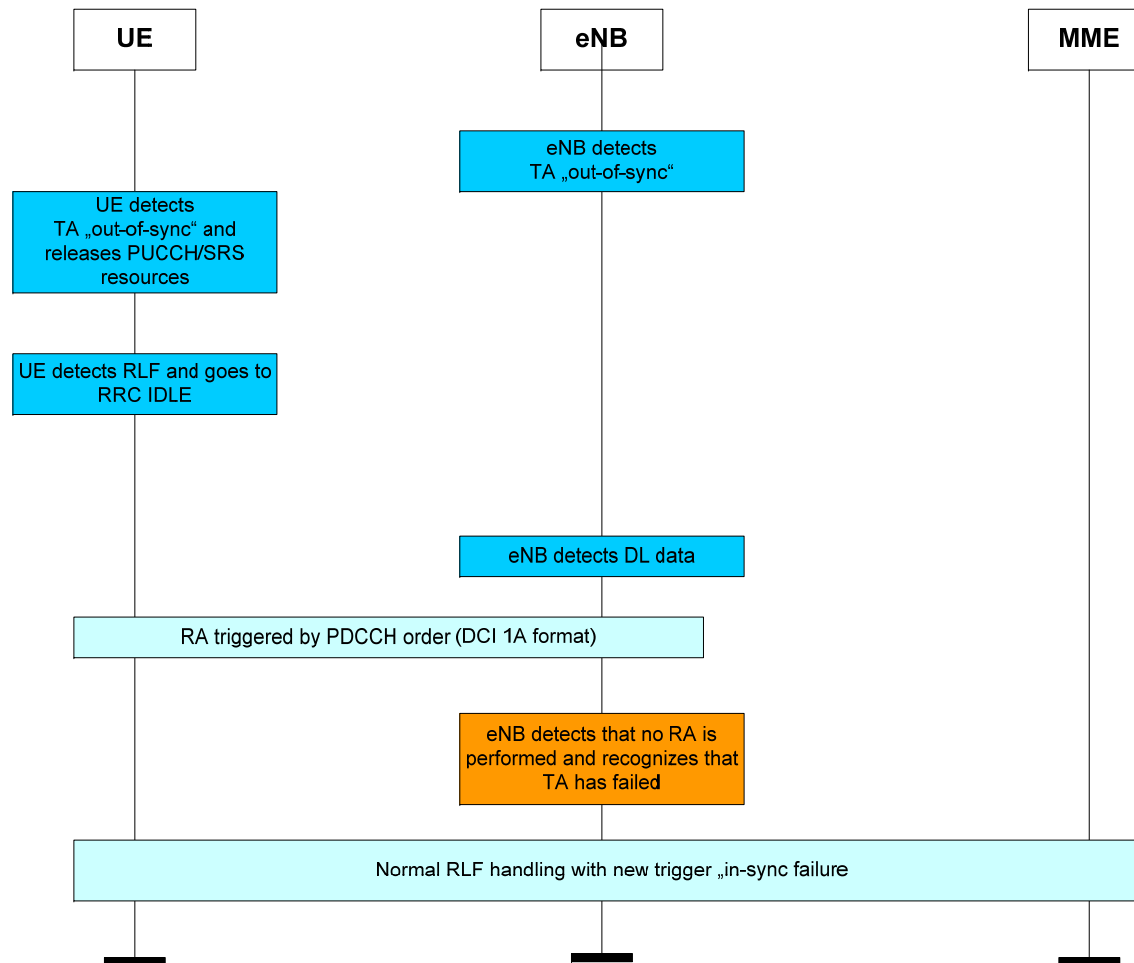 UE
eNB
MME
eNB detects
TA „out-of-sync“
UE detects
TA „out-of-sync“ and
releases PUCCH/SRS
resources
UE detects RLF and goes to
RRC IDLE
eNB detects DL data
RA triggered by PDCCH order (DCI 1A format)
eNB detects that no RA is
performed and recognizes that
TA has failed
Normal RLF handling with new trigger „in-sync failure